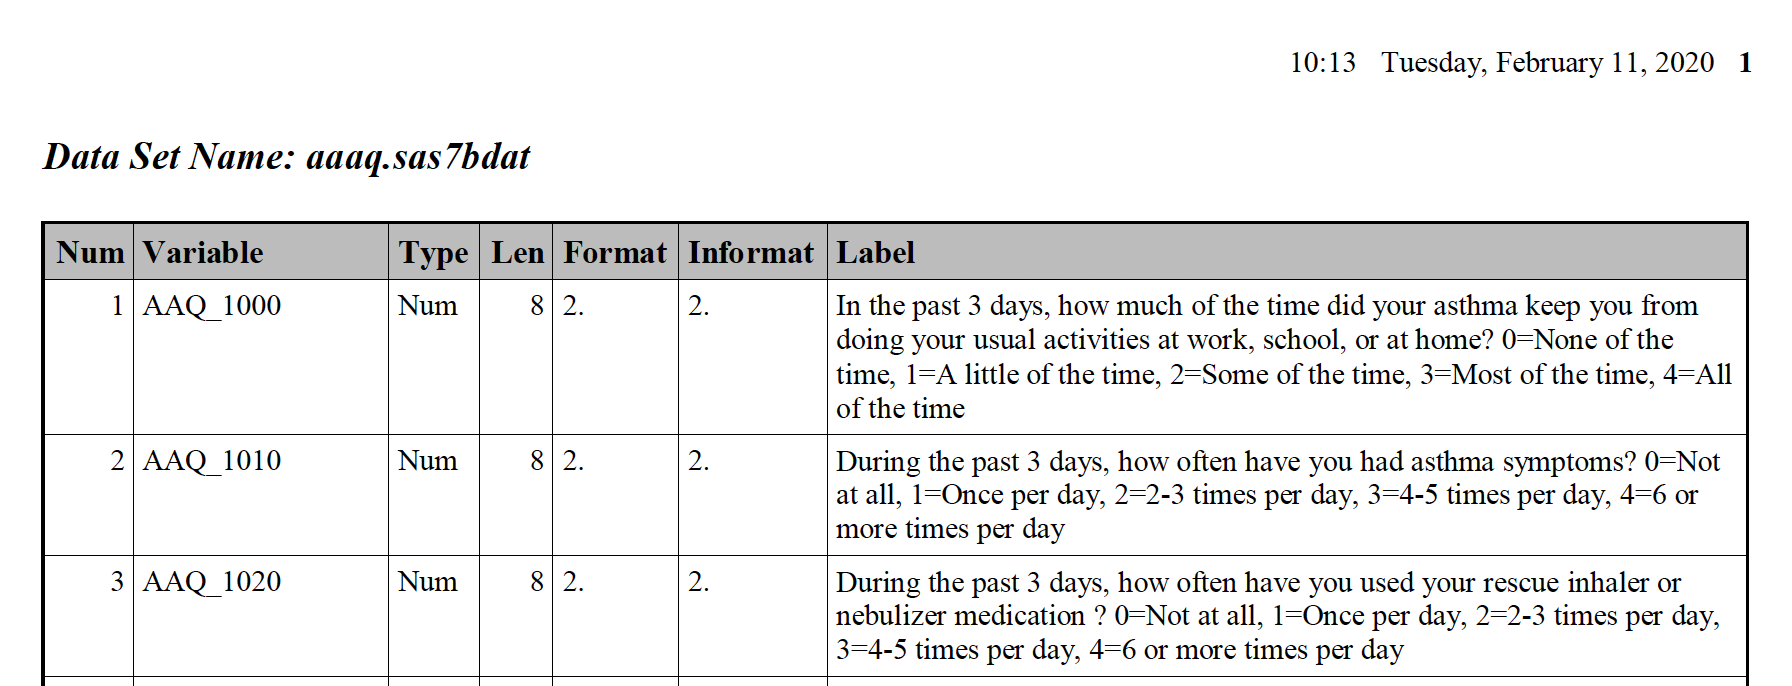 10:13 Tuesday, February 11, 2020 1
Data Set Name: aaaq.sas7bdat
Num Variable Type Len Format Informat Label
1 AAQ_1000 Num 8 2. 2. In the past 3 days, how much of the time did your asthma keep you from
doing your usual activities at work, school, or at home? 0=None of the
time, 1=A little of the time, 2=Some of the time, 3=Most of the time, 4=All
of the time
2 AAQ_1010 Num 8 2. 2. During the past 3 days, how often have you had asthma symptoms? 0=Not
at all, 1=Once per day, 2=2-3 times per day, 3=4-5 times per day, 4=6 or
more times per day
3 AAQ_1020 Num 8 2. 2. During the past 3 days, how often have you used your rescue inhaler or
nebulizer medication ? 0=Not at all, 1=Once per day, 2=2-3 times per day,
3=4-5 times per day, 4=6 or more times per day